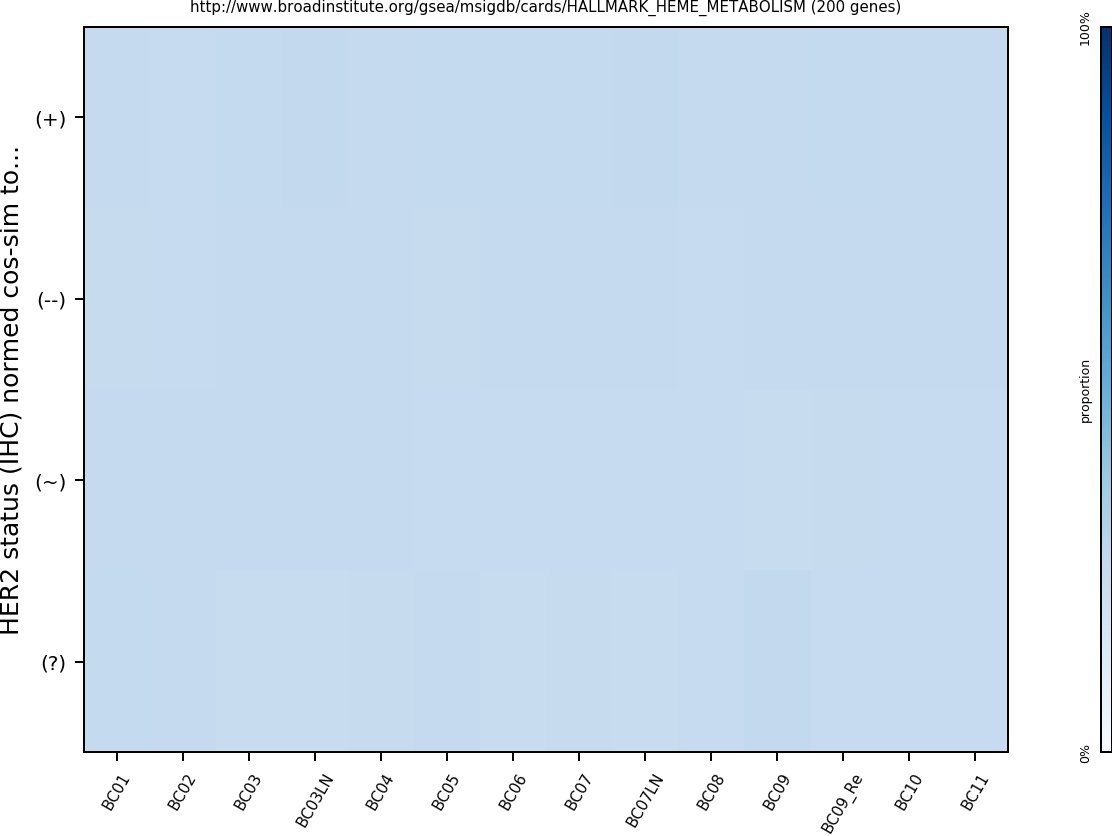 http://www.broadinstitute.org/gsea/msigdb/cards/HALLMARK_HEME_METABOLISM (200 genes)
HER2 status (IHC) normed cos-sim to...
(+)
(--)
(~)
(?)
BC01
BC02
BC03
BC03LN
BC04
BC05
BC06
BC07
BC07LN
BC08
BC09
BC09_Re
BC10
BC11
100%
proportion
0%